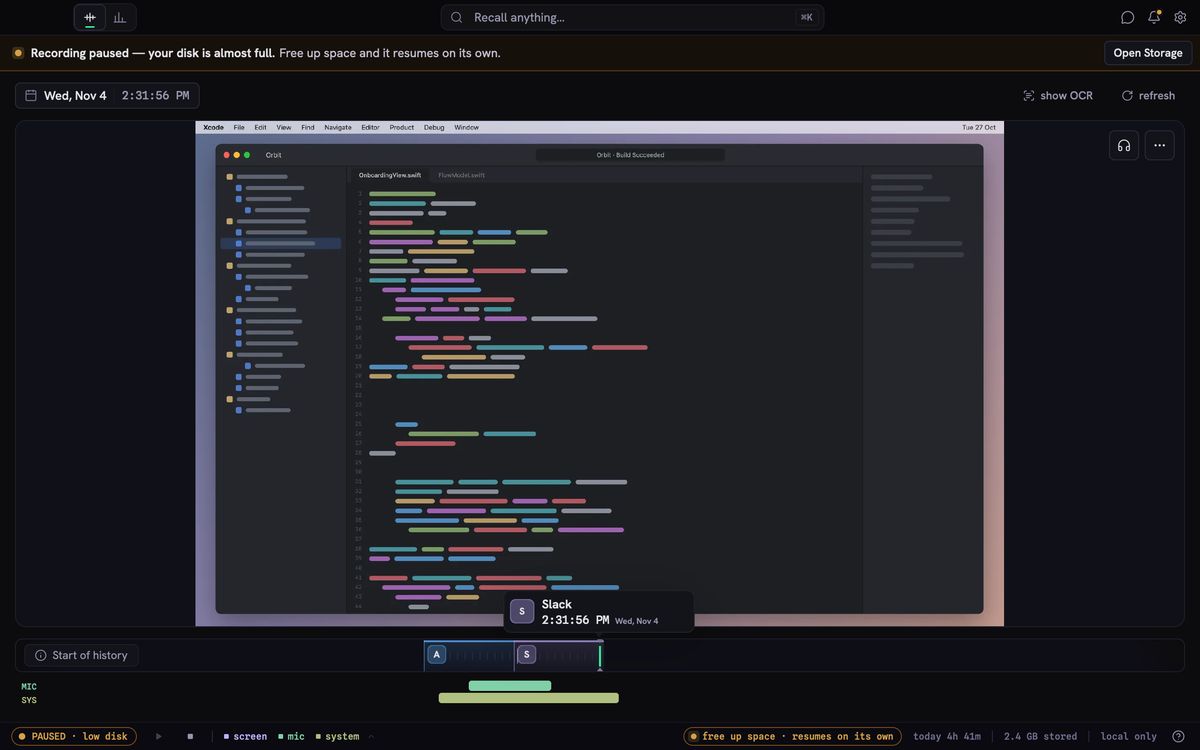 Recall anything...
⌘K
Recording paused — your disk is almost full. Free up space and it resumes on its own.
Open Storage
Wed, Nov 4 2:31:56 PM
show OCR
refresh
Xcode File Edit View Find Navigate Editor Product Debug Window
Tue 27 Oct
Orbit
Orbit - Build Succeeded
OnboardingView.swift
FlowModel.swift
S
Slack
2:31:56 PM Wed, Nov 4
Start of history
A
S
MIC
SYS
PAUSED · low disk
screen
mic
system
free up space · resumes on its own
today 4h 41m
2.4 GB stored
local only